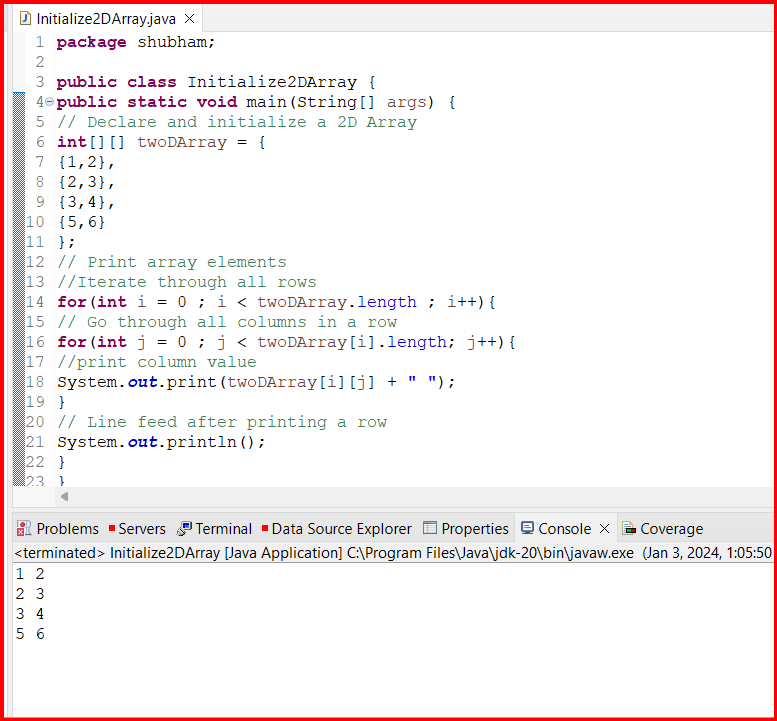 Initialize2DArray.java
1 package shubham;
2
3 public class Initialize2DArray {
4 public static void main(String[] args) {
5 // Declare and initialize a 2D Array
6 int[][] twoDArray = {
7 {1,2},
8 {2,3},
9 {3,4},
10 {5,6}
11 };
12 // Print array elements
13 //Iterate through all rows
14 for(int i = 0 ; i < twoDArray.length ; i++){
15 // Go through all columns in a row
16 for(int j = 0 ; j < twoDArray[i].length; j++){
17 //print column value
18 System.out.print(twoDArray[i][j] + " ");
19 }
20 // Line feed after printing a row
21 System.out.println();
22 }
23 }
Problems Servers Terminal Data Source Explorer Properties Console Coverage
<terminated> Initialize2DArray [Java Application] C:\Program Files\Java\jdk-20\bin\javaw.exe (Jan 3, 2024, 1:05:50
1 2
2 3
3 4
5 6